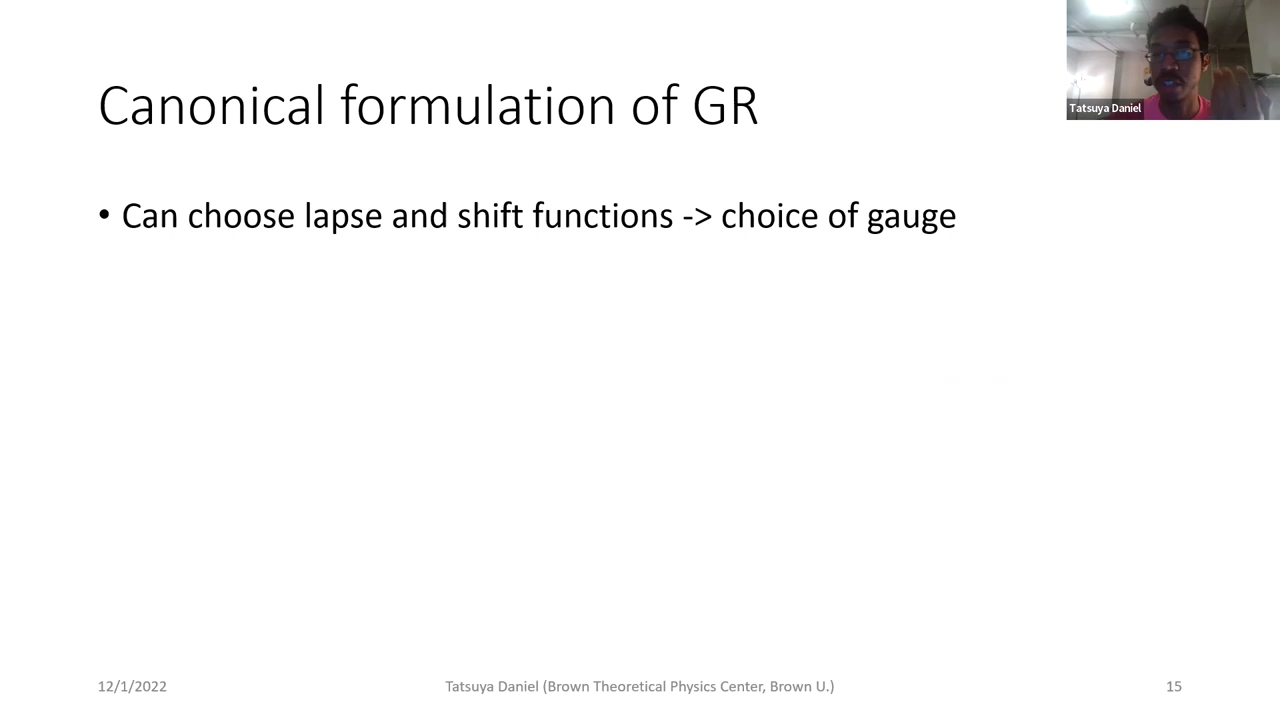 Tatsuya Daniel
Canonical formulation of GR
• Can choose lapse and shift functions -> choice of gauge
12/1/2022
Tatsuya Daniel (Brown Theoretical Physics Center, Brown U.)
15